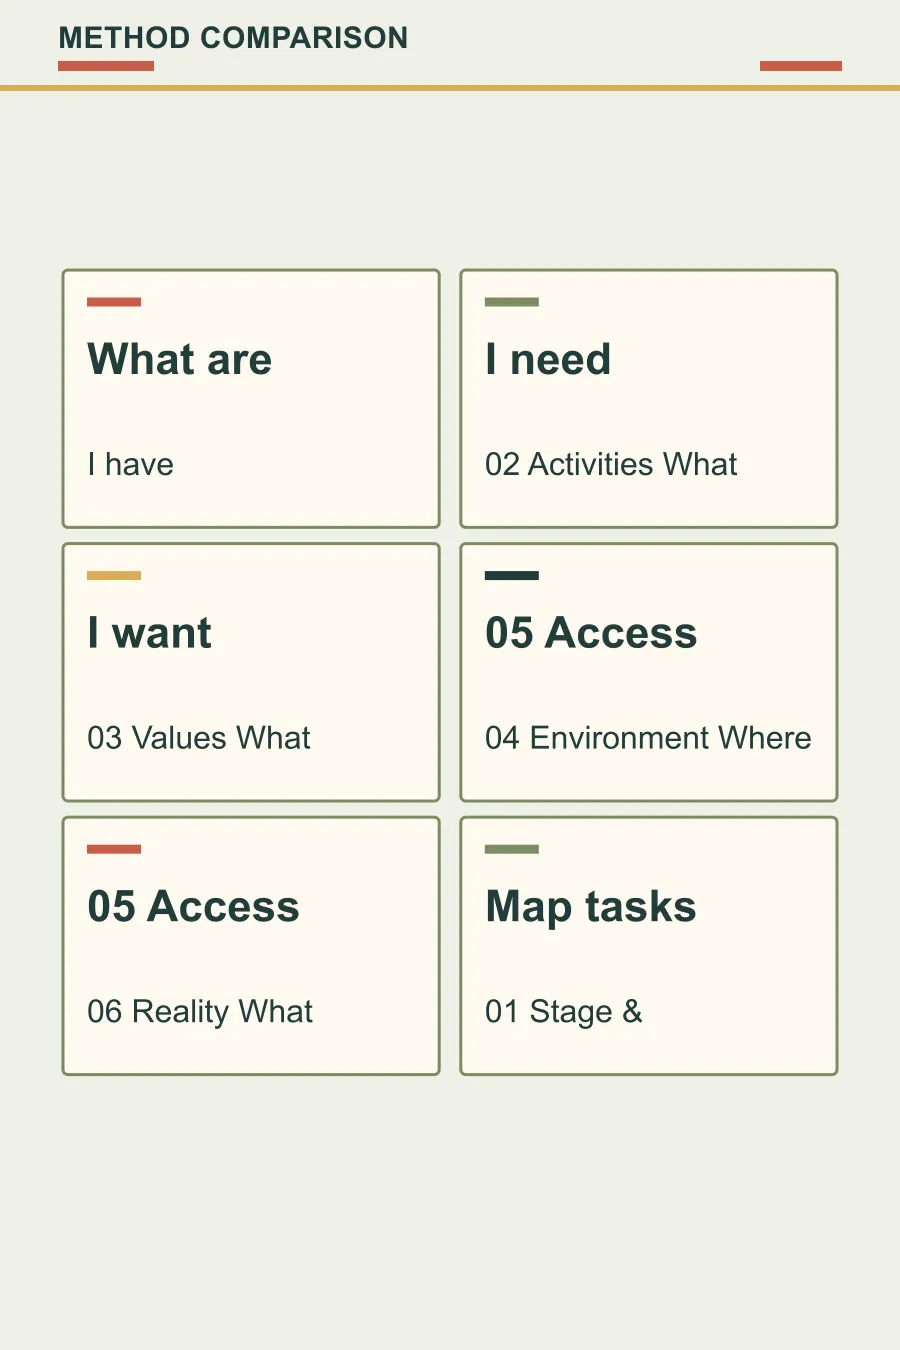 METHOD COMPARISON
What are
I have
I need
02 Activities What
I want
03 Values What
05 Access
04 Environment Where
05 Access
06 Reality What
Map tasks
01 Stage &